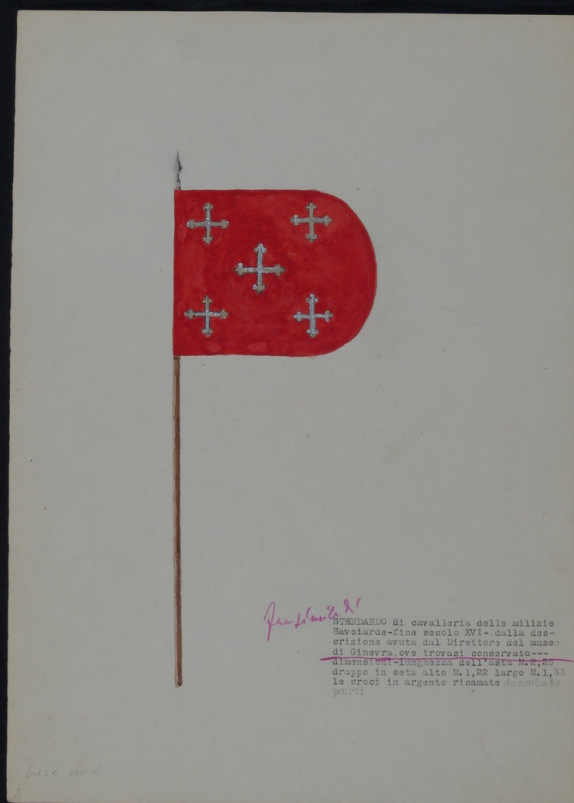 STENDARDO di cavalleria delle milizie
Savoiarde-fine secolo XVI-.dalla des-
crizione avuta dal Direttore del museo
di Ginevra,ove trovasi conservato---
dimensioni-lunghezza dell'asta M.2,25
drappo in seta alto M.1,22 largo M.1,33
le croci in argento ricamate